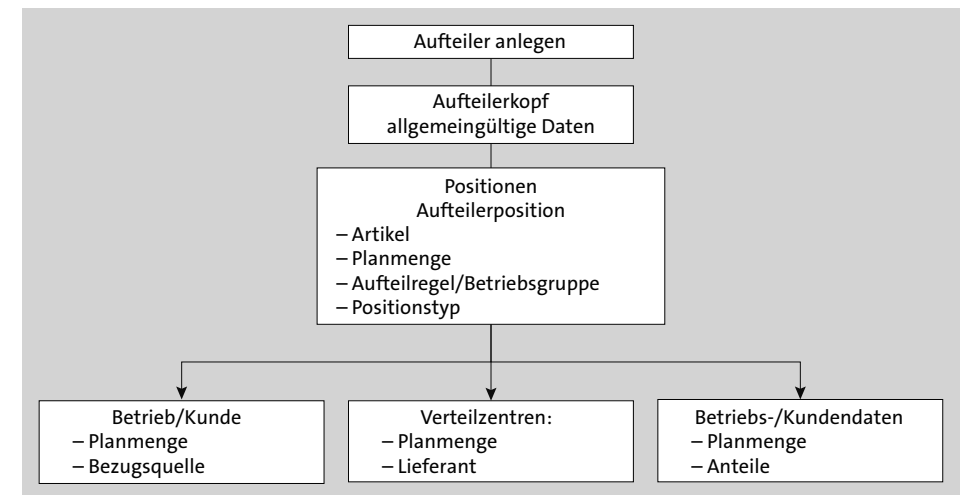 Aufteiler anlegen
Aufteilerkopf
allgemeingültige Daten
Positionen
Aufteilerposition
– Artikel
– Planmenge
– Aufteilregel/Betriebsgruppe
– Positionstyp
Betrieb/Kunde
– Planmenge
– Bezugsquelle
Verteilzentren:
– Planmenge
– Lieferant
Betriebs-/Kundendaten
– Planmenge
– Anteile